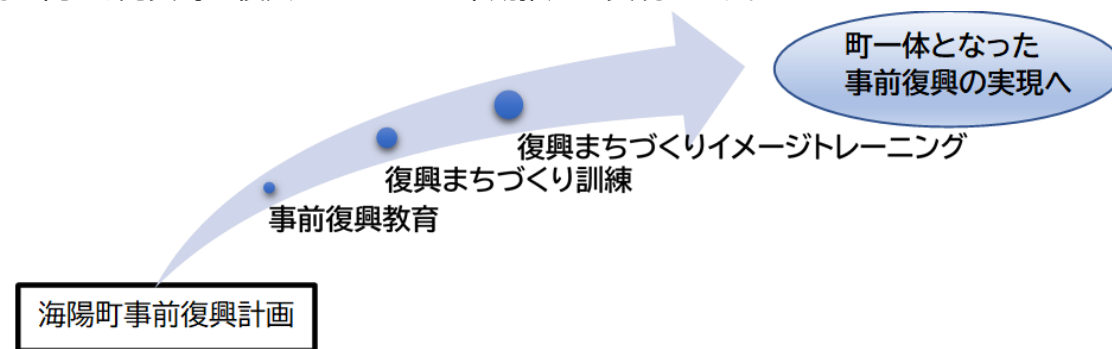 町一体となった
事前復興の実現へ
復興まちづくりイメージトレーニング
復興まちづくり訓練
事前復興教育
海陽町事前復興計画